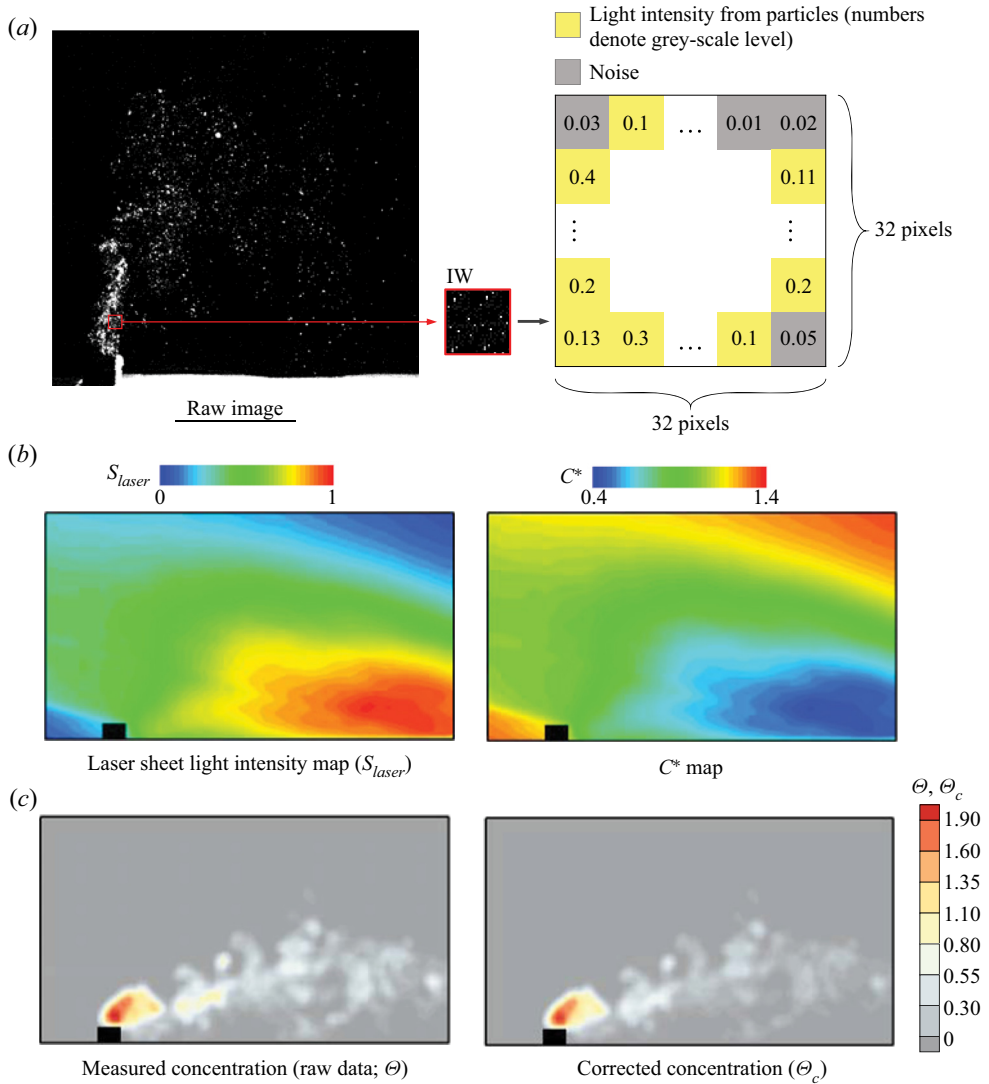 (a)
Light intensity from particles (numbers
denote grey-scale level)
Noise
0.03 0.1 ... 0.01 0.02
0.4 0.11
⋮ ⋮
32 pixels
IW
0.2 0.2
0.13 0.3 ... 0.1 0.05
Raw image
32 pixels
(b)
S_laser
0 1
C*
0.4 1.4
Laser sheet light intensity map (S_laser)
C* map
(c)
Θ, Θ_c
1.90
1.60
1.35
1.10
0.80
0.55
0.30
0
Measured concentration (raw data; Θ)
Corrected concentration (Θ_c)